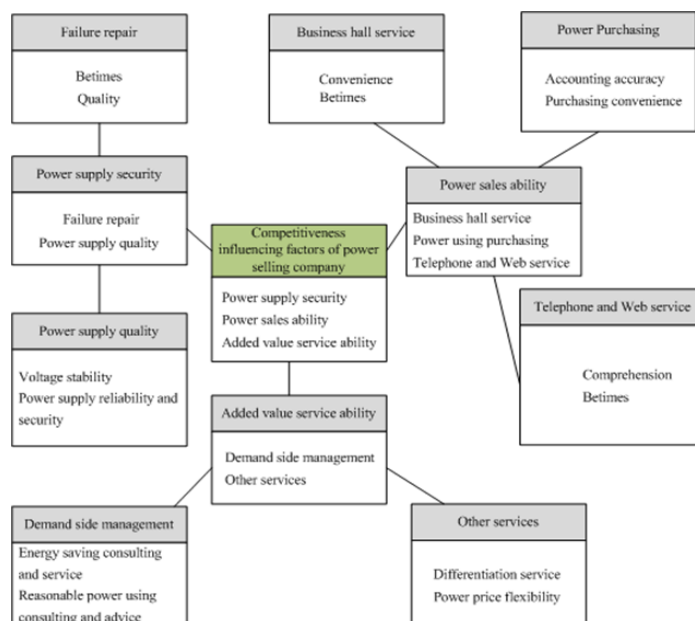 Failure repair
Betimes
Quality
Business hall service
Convenience
Betimes
Power Purchasing
Accounting accuracy
Purchasing convenience
Power supply security
Failure repair
Power supply quality
Competitiveness
influencing factors of power
selling company
Power supply security
Power sales ability
Added value service ability
Power sales ability
Business hall service
Power using purchasing
Telephone and Web service
Power supply quality
Voltage stability
Power supply reliability and
security
Telephone and Web service
Comprehension
Betimes
Added value service ability
Demand side management
Other services
Demand side management
Energy saving consulting
and service
Reasonable power using
consulting and advice
Other services
Differentiation service
Power price flexibility